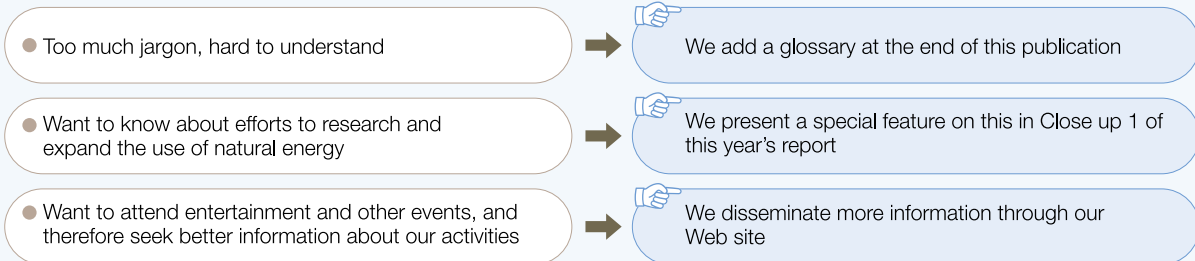 Too much jargon, hard to understand
We add a glossary at the end of this publication
Want to know about efforts to research and
expand the use of natural energy
We present a special feature on this in Close up 1 of
this year's report
Want to attend entertainment and other events, and
therefore seek better information about our activities
We disseminate more information through our
Web site